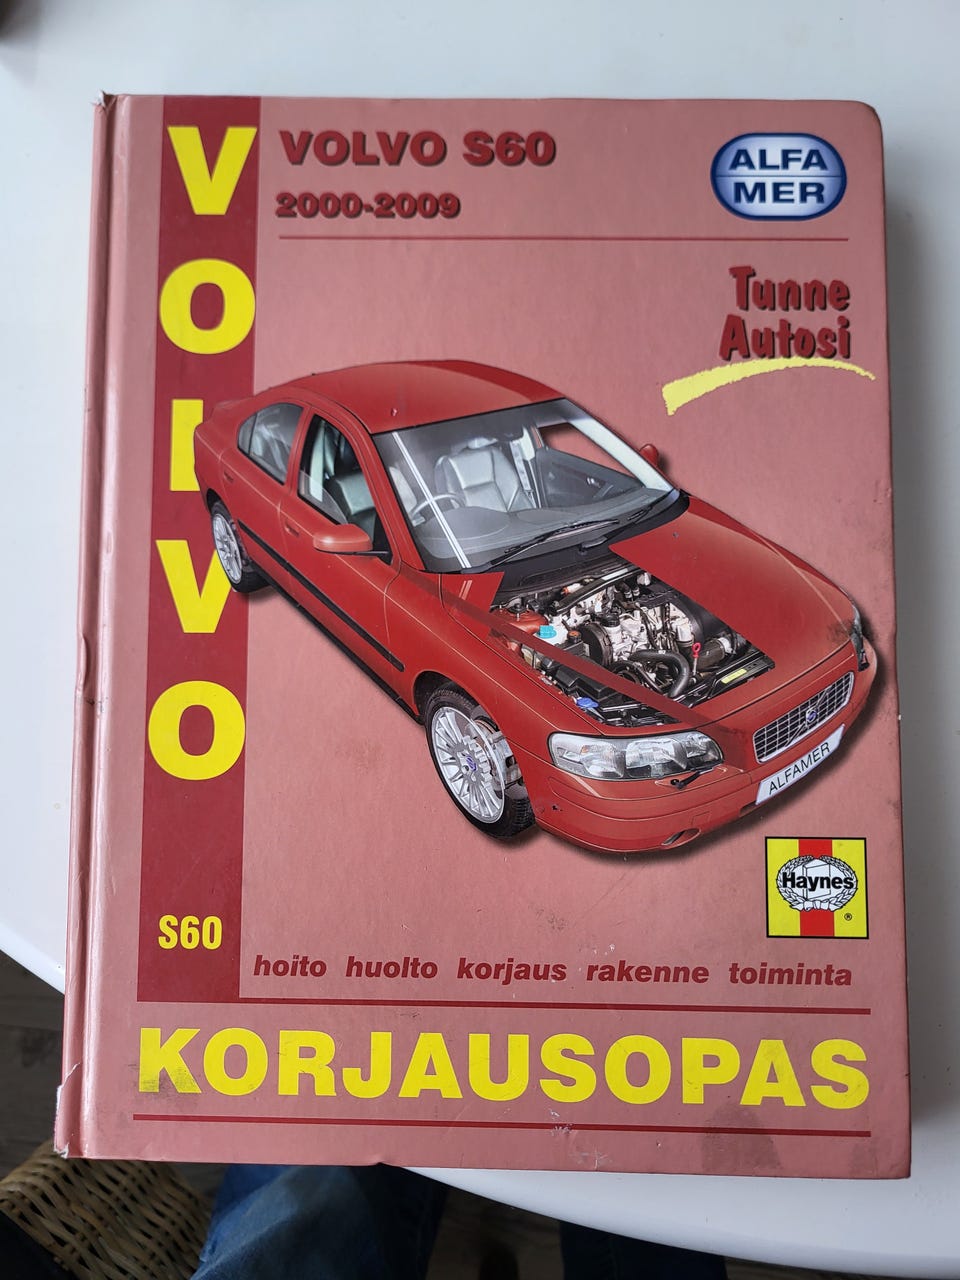 VOLVO
VOLVO S60
2000-2009
ALFA
MER
Tunne
Autosi
ALFAMER
Haynes
®
S60
hoito huolto korjaus rakenne toiminta
KORJAUSOPAS